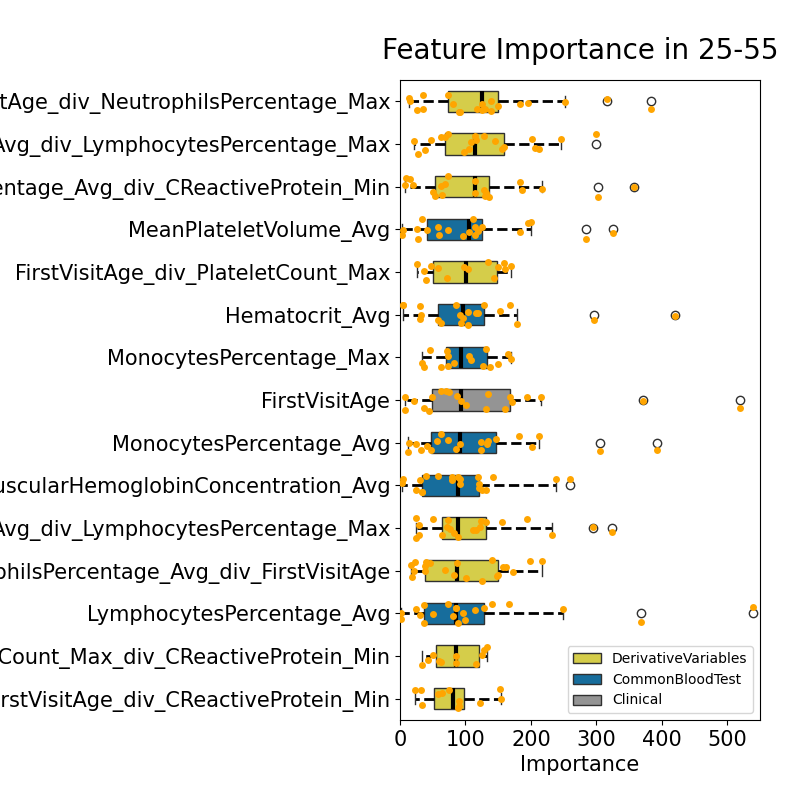 Feature Importance in 25-55
tAge_div_NeutrophilsPercentage_Max
Avg_div_LymphocytesPercentage_Max
entage_Avg_div_CReactiveProtein_Min
MeanPlateletVolume_Avg
FirstVisitAge_div_PlateletCount_Max
Hematocrit_Avg
MonocytesPercentage_Max
FirstVisitAge
MonocytesPercentage_Avg
uscularHemoglobinConcentration_Avg
Avg_div_LymphocytesPercentage_Max
philsPercentage_Avg_div_FirstVisitAge
LymphocytesPercentage_Avg
Count_Max_div_CReactiveProtein_Min
rstVisitAge_div_CReactiveProtein_Min
DerivativeVariables
CommonBloodTest
Clinical
0 100 200 300 400 500
Importance